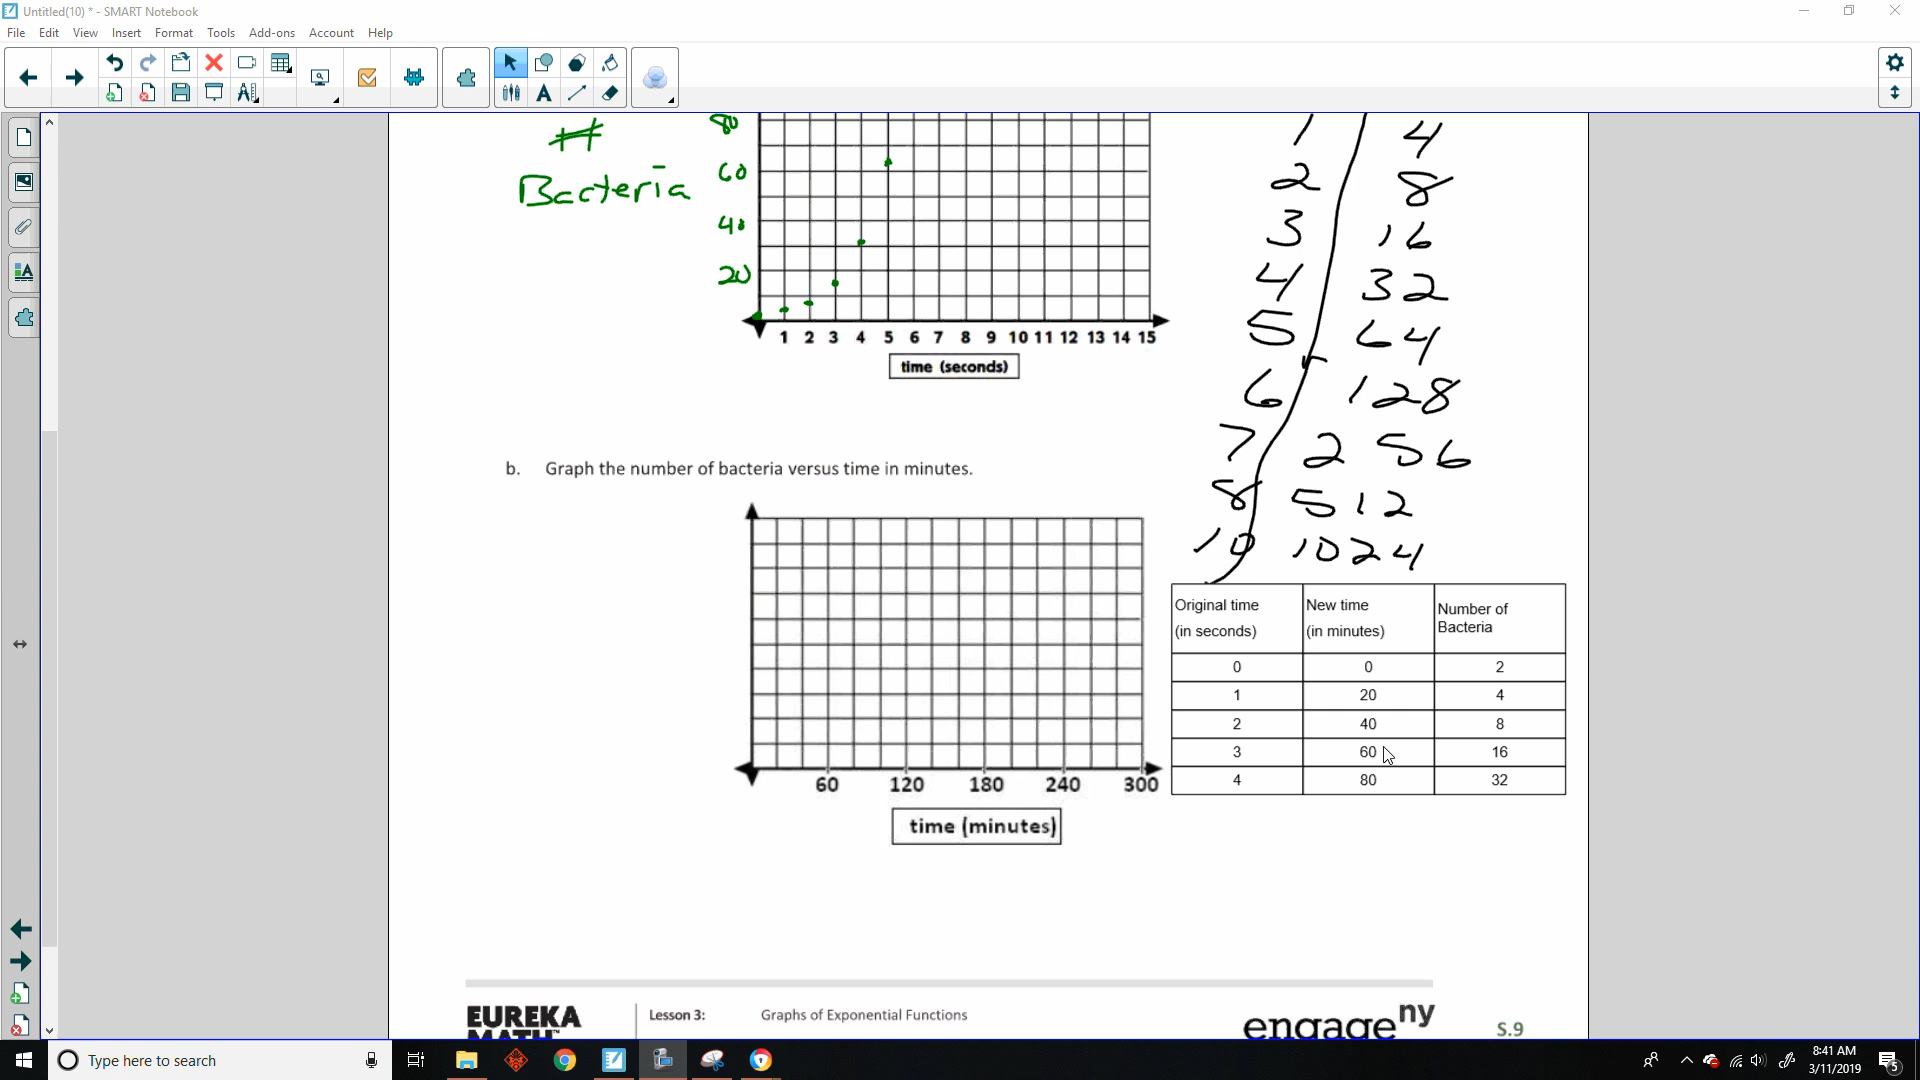 Untitled(10) * - SMART Notebook
File Edit View Insert Format Tools Add-ons Account Help
#
Bacteria
80
60
40
20
1 2 3 4 5 6 7 8 9 10 11 12 13 14 15
time (seconds)
1 4
2 8
3 16
4 32
5 64
6 128
7 256
8 512
10 1024
b. Graph the number of bacteria versus time in minutes.
60 120 180 240 300
time (minutes)
Original time New time Number of
(in seconds) (in minutes) Bacteria
0 0 2
1 20 4
2 40 8
3 60 16
4 80 32
EUREKA
MATH™
Lesson 3: Graphs of Exponential Functions
engage ny
S.9
Type here to search
8:41 AM
3/11/2019
5